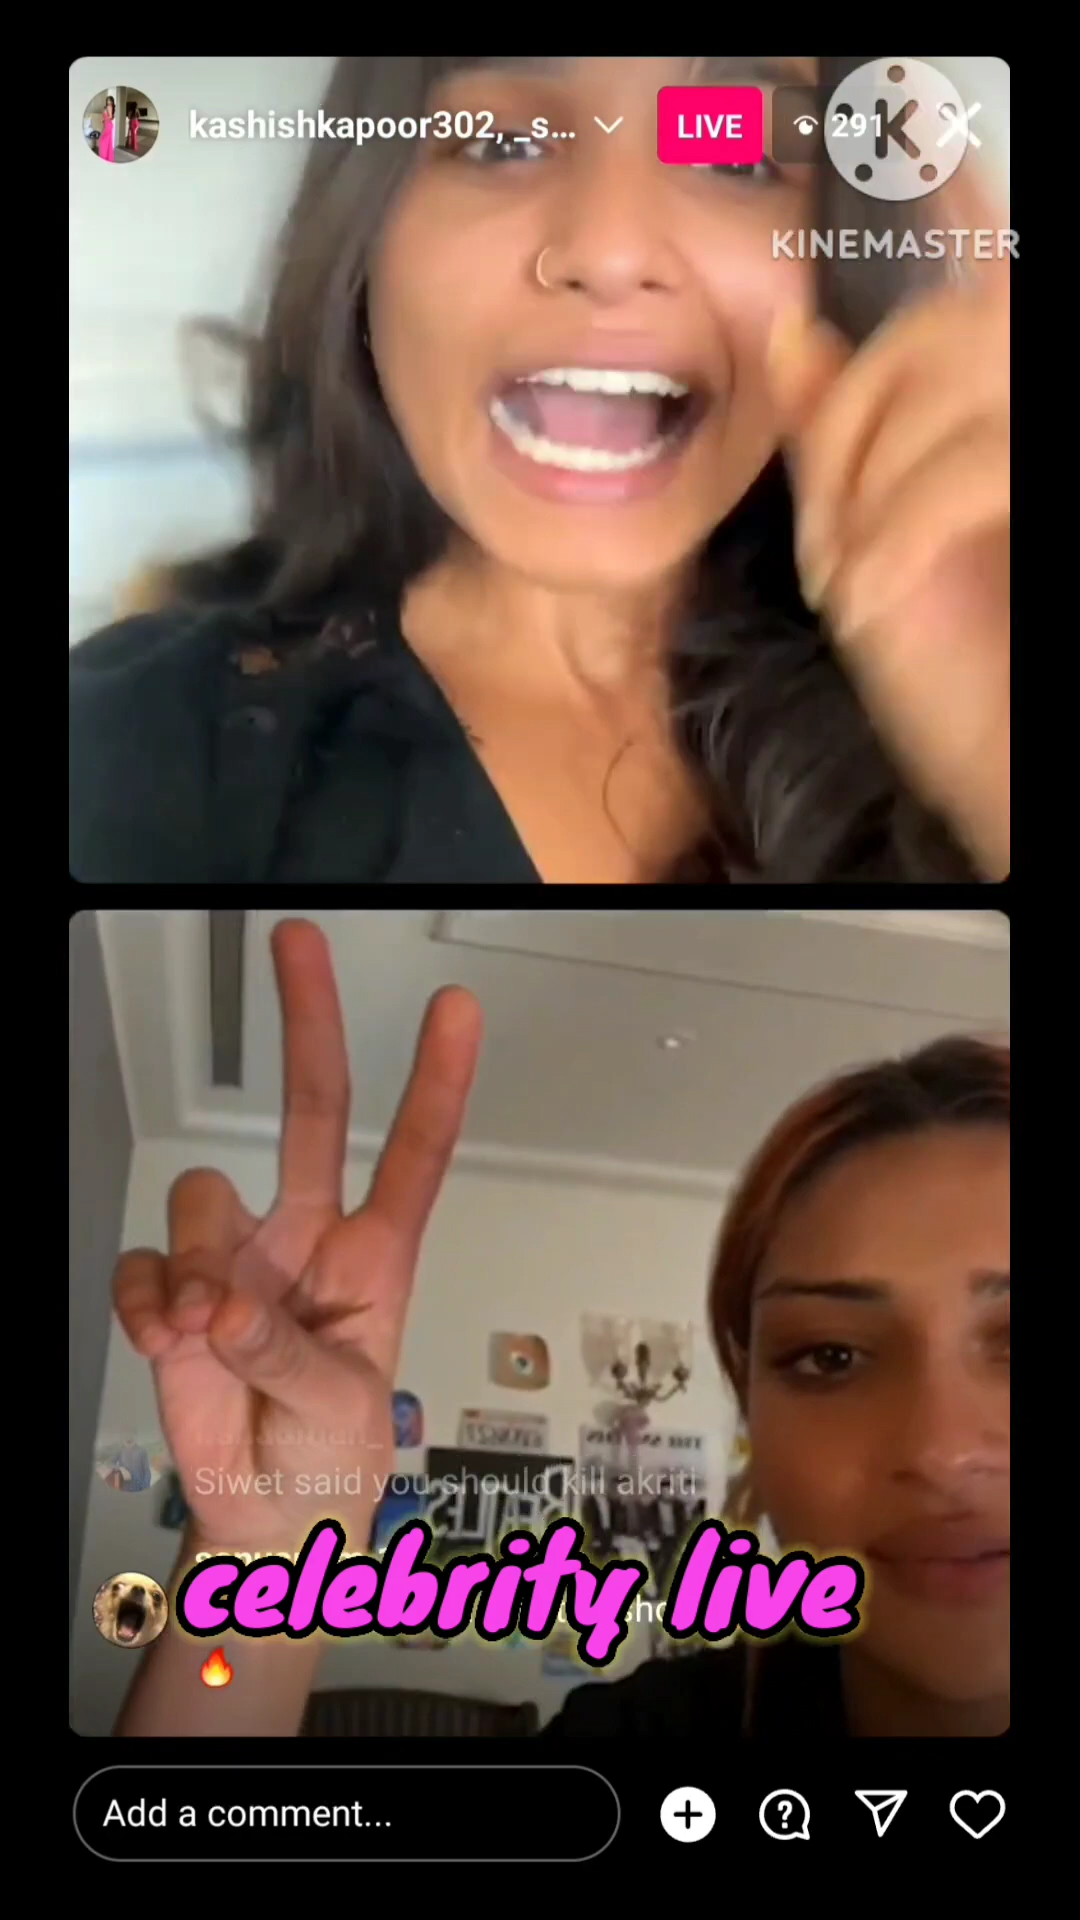 kashishkapoor302, _s...
LIVE
291
K
KINEMASTER
Siwet said you should kill akriti
celebrity live
🔥
Add a comment...